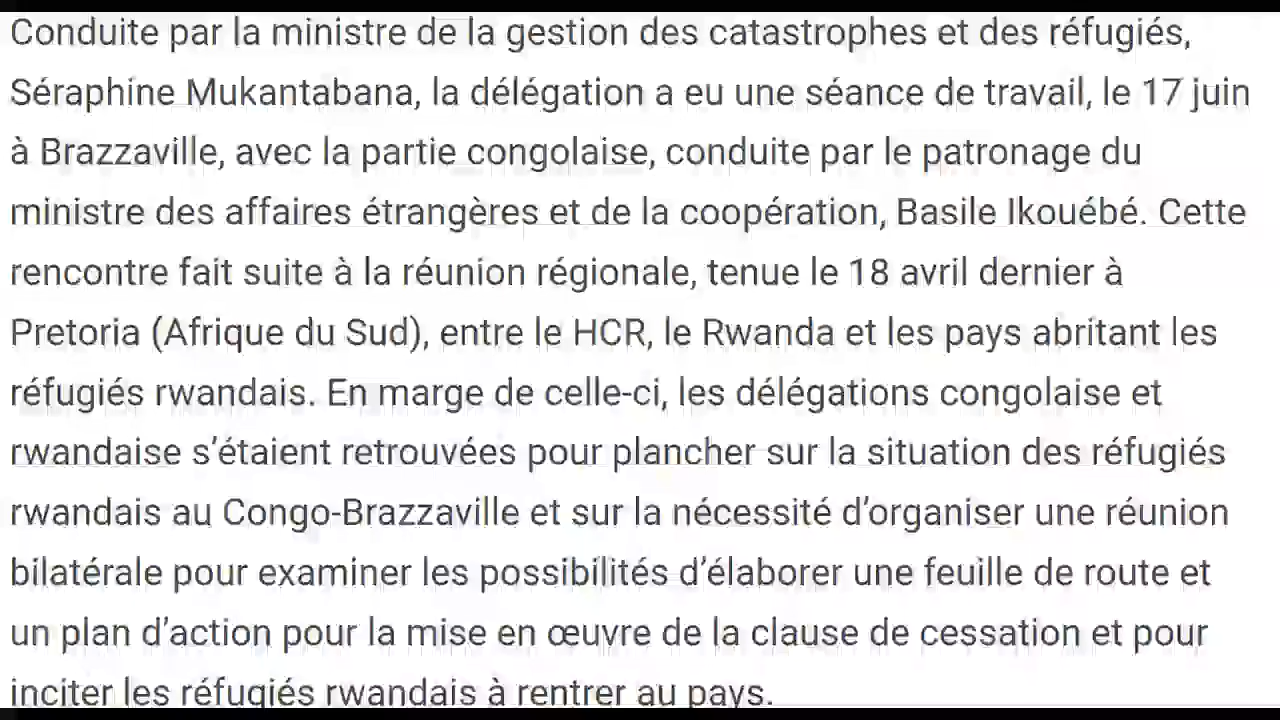 Conduite par la ministre de la gestion des catastrophes et des réfugiés,
Séraphine Mukantabana, la délégation a eu une séance de travail, le 17 juin
à Brazzaville, avec la partie congolaise, conduite par le patronage du
ministre des affaires étrangères et de la coopération, Basile Ikouébé. Cette
rencontre fait suite à la réunion régionale, tenue le 18 avril dernier à
Pretoria (Afrique du Sud), entre le HCR, le Rwanda et les pays abritant les
réfugiés rwandais. En marge de celle-ci, les délégations congolaise et
rwandaise s’étaient retrouvées pour plancher sur la situation des réfugiés
rwandais au Congo-Brazzaville et sur la nécessité d’organiser une réunion
bilatérale pour examiner les possibilités d’élaborer une feuille de route et
un plan d’action pour la mise en œuvre de la clause de cessation et pour
inciter les réfugiés rwandais à rentrer au pays.